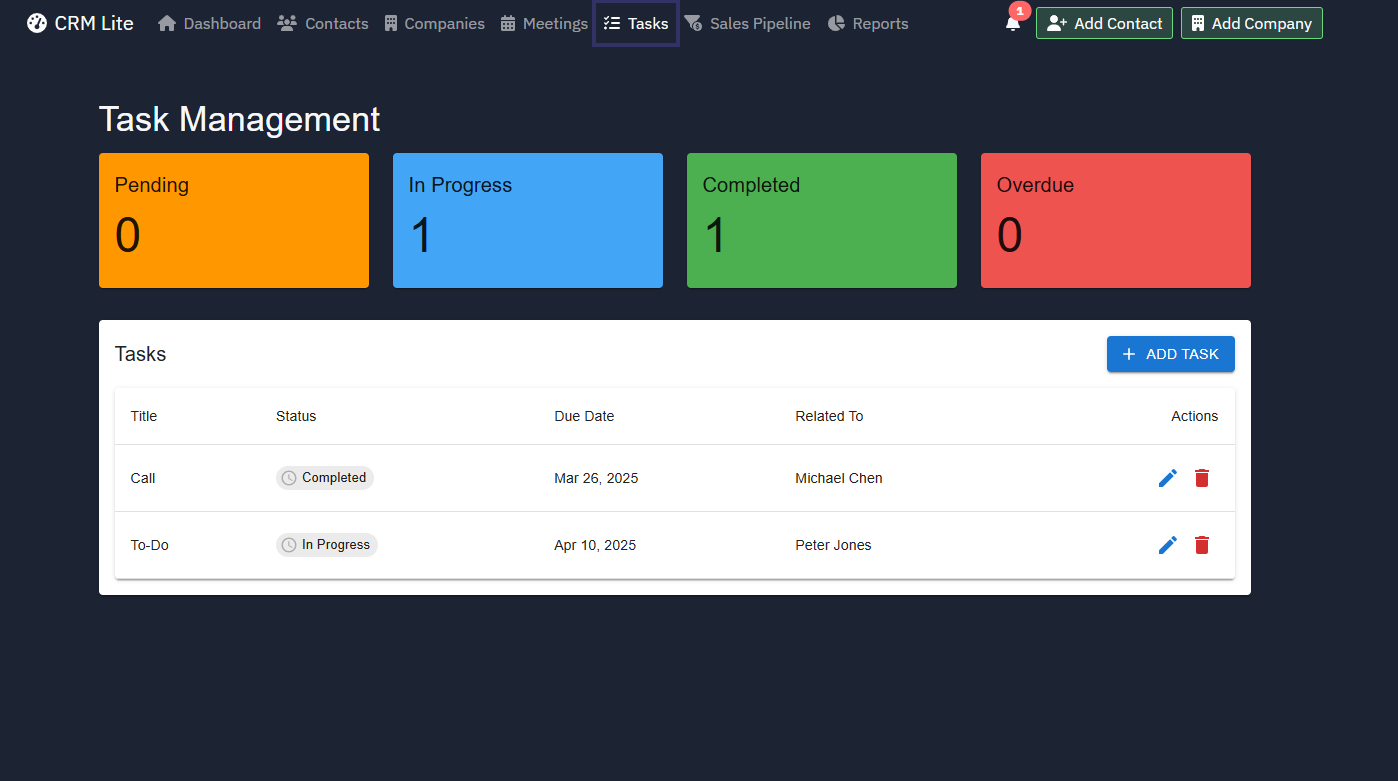 CRM Lite Dashboard Contacts Companies Meetings Tasks Sales Pipeline Reports 1 Add Contact Add Company
Task Management
Pending In Progress Completed Overdue
0 1 1 0
Tasks + ADD TASK
Title Status Due Date Related To Actions
Call Completed Mar 26, 2025 Michael Chen
To-Do In Progress Apr 10, 2025 Peter Jones